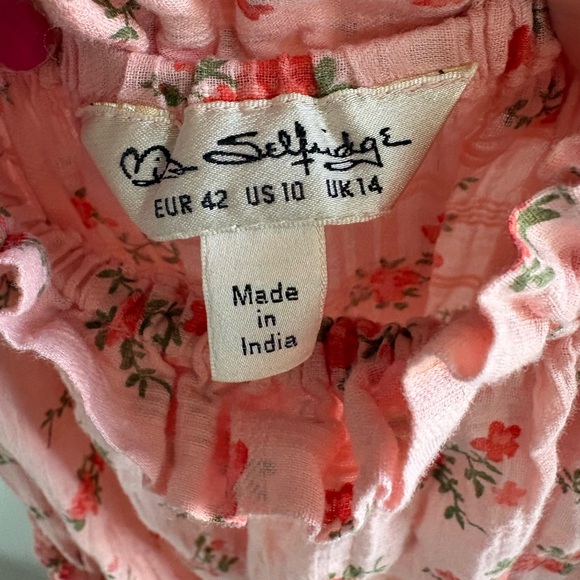 Miss Selfridge
EUR 42 US 10 UK 14
Made
in
India